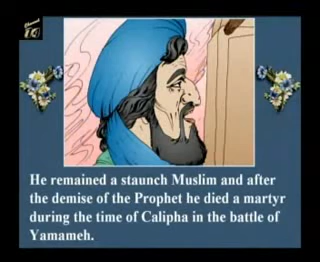 He remained a staunch Muslim and after
the demise of the Prophet he died a martyr
during the time of Calipha in the battle of
Yamameh.